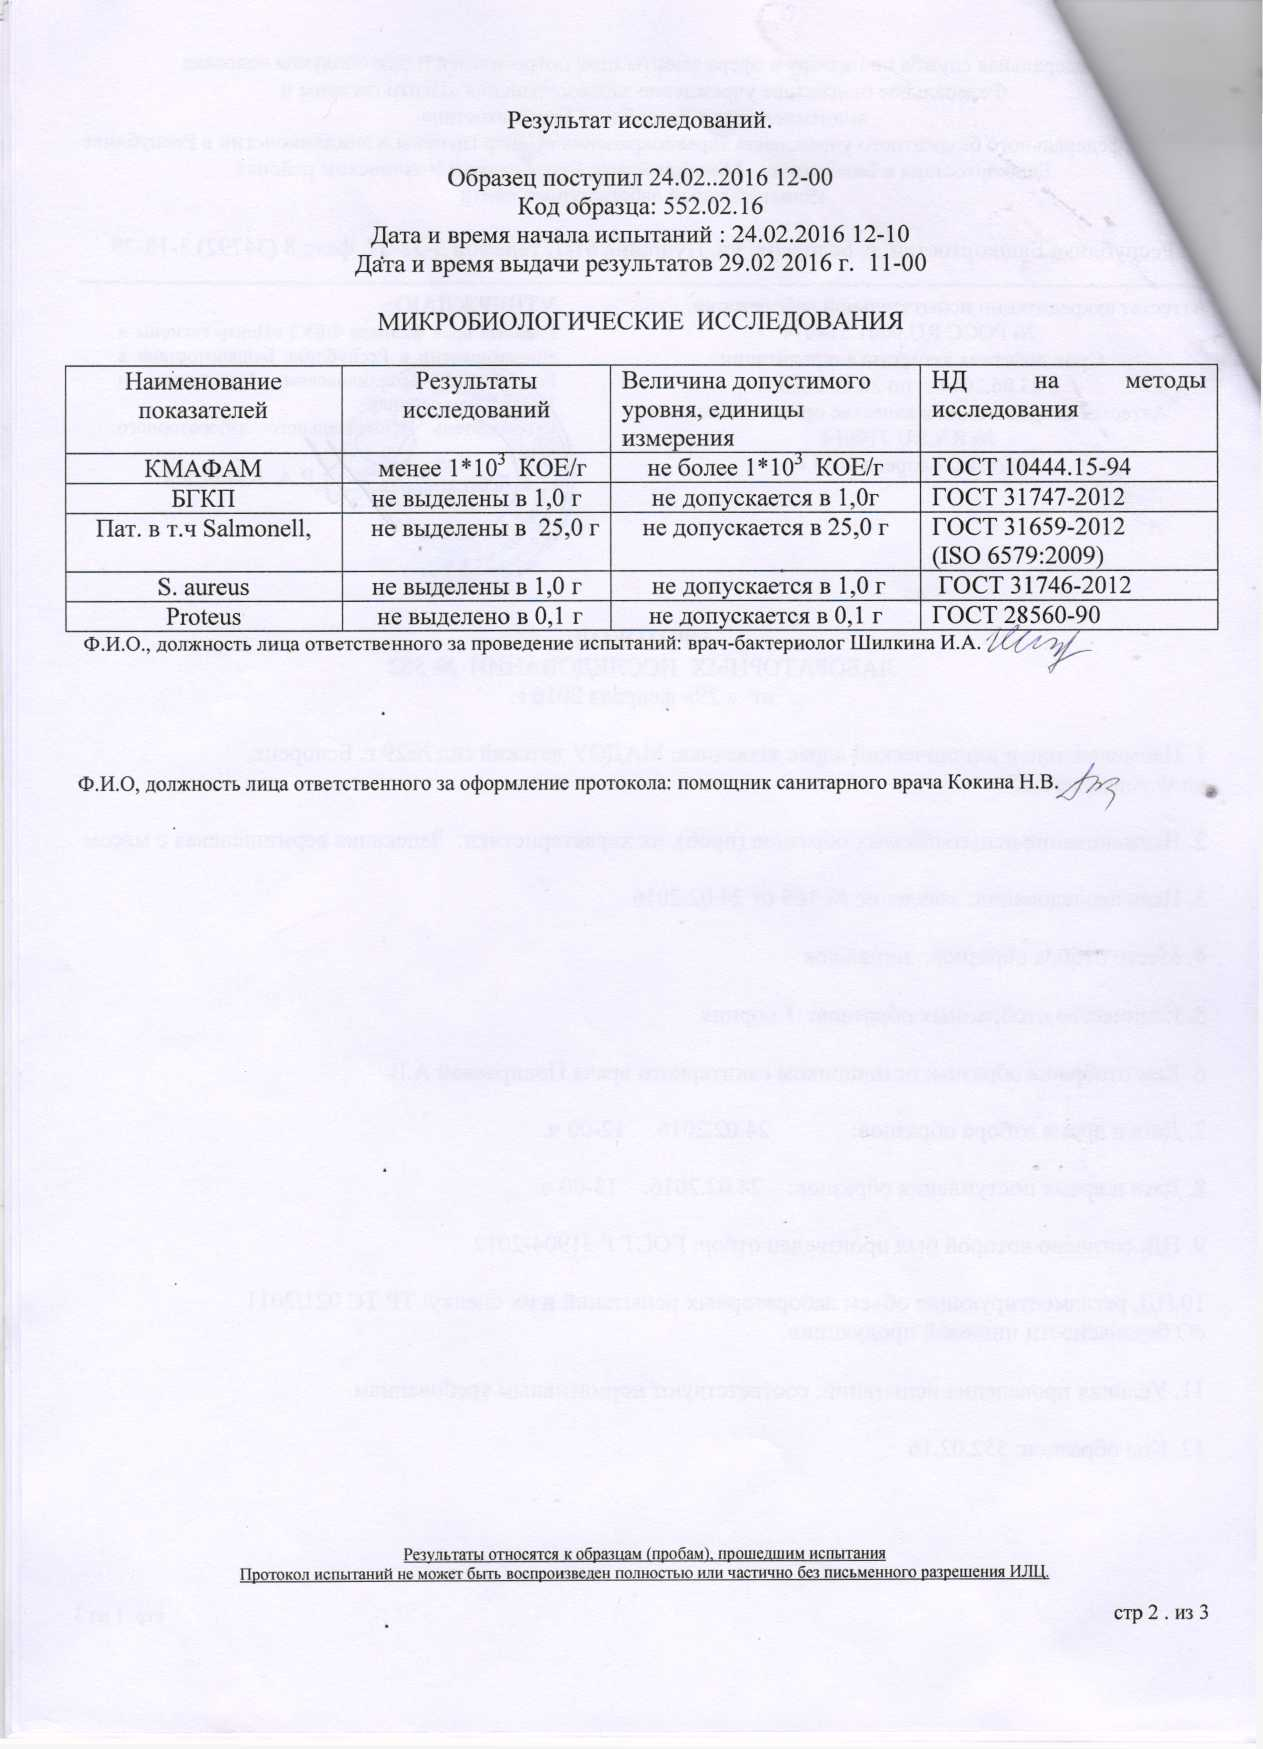 Результат исследований.
Образец поступил 24.02..2016 12-00
Код образца: 552.02.16
Дата и время начала испытаний : 24.02.2016 12-10
Дата и время выдачи результатов 29.02 2016 г. 11-00
МИКРОБИОЛОГИЧЕСКИЕ ИССЛЕДОВАНИЯ
Наименование показателей | Результаты исследований | Величина допустимого уровня, единицы измерения | НД на методы исследования
КМАФАМ | менее 1*10³ КОЕ/г | не более 1*10³ КОЕ/г | ГОСТ 10444.15-94
БГКП | не выделены в 1,0 г | не допускается в 1,0г | ГОСТ 31747-2012
Пат. в т.ч Salmonell, | не выделены в 25,0 г | не допускается в 25,0 г | ГОСТ 31659-2012 (ISO 6579:2009)
S. aureus | не выделены в 1,0 г | не допускается в 1,0 г | ГОСТ 31746-2012
Proteus | не выделено в 0,1 г | не допускается в 0,1 г | ГОСТ 28560-90
Ф.И.О., должность лица ответственного за проведение испытаний: врач-бактериолог Шилкина И.А.
Ф.И.О, должность лица ответственного за оформление протокола: помощник санитарного врача Кокина Н.В.
Результаты относятся к образцам (пробам), прошедшим испытания
Протокол испытаний не может быть воспроизведен полностью или частично без письменного разрешения ИЛЦ.
стр 2 . из 3